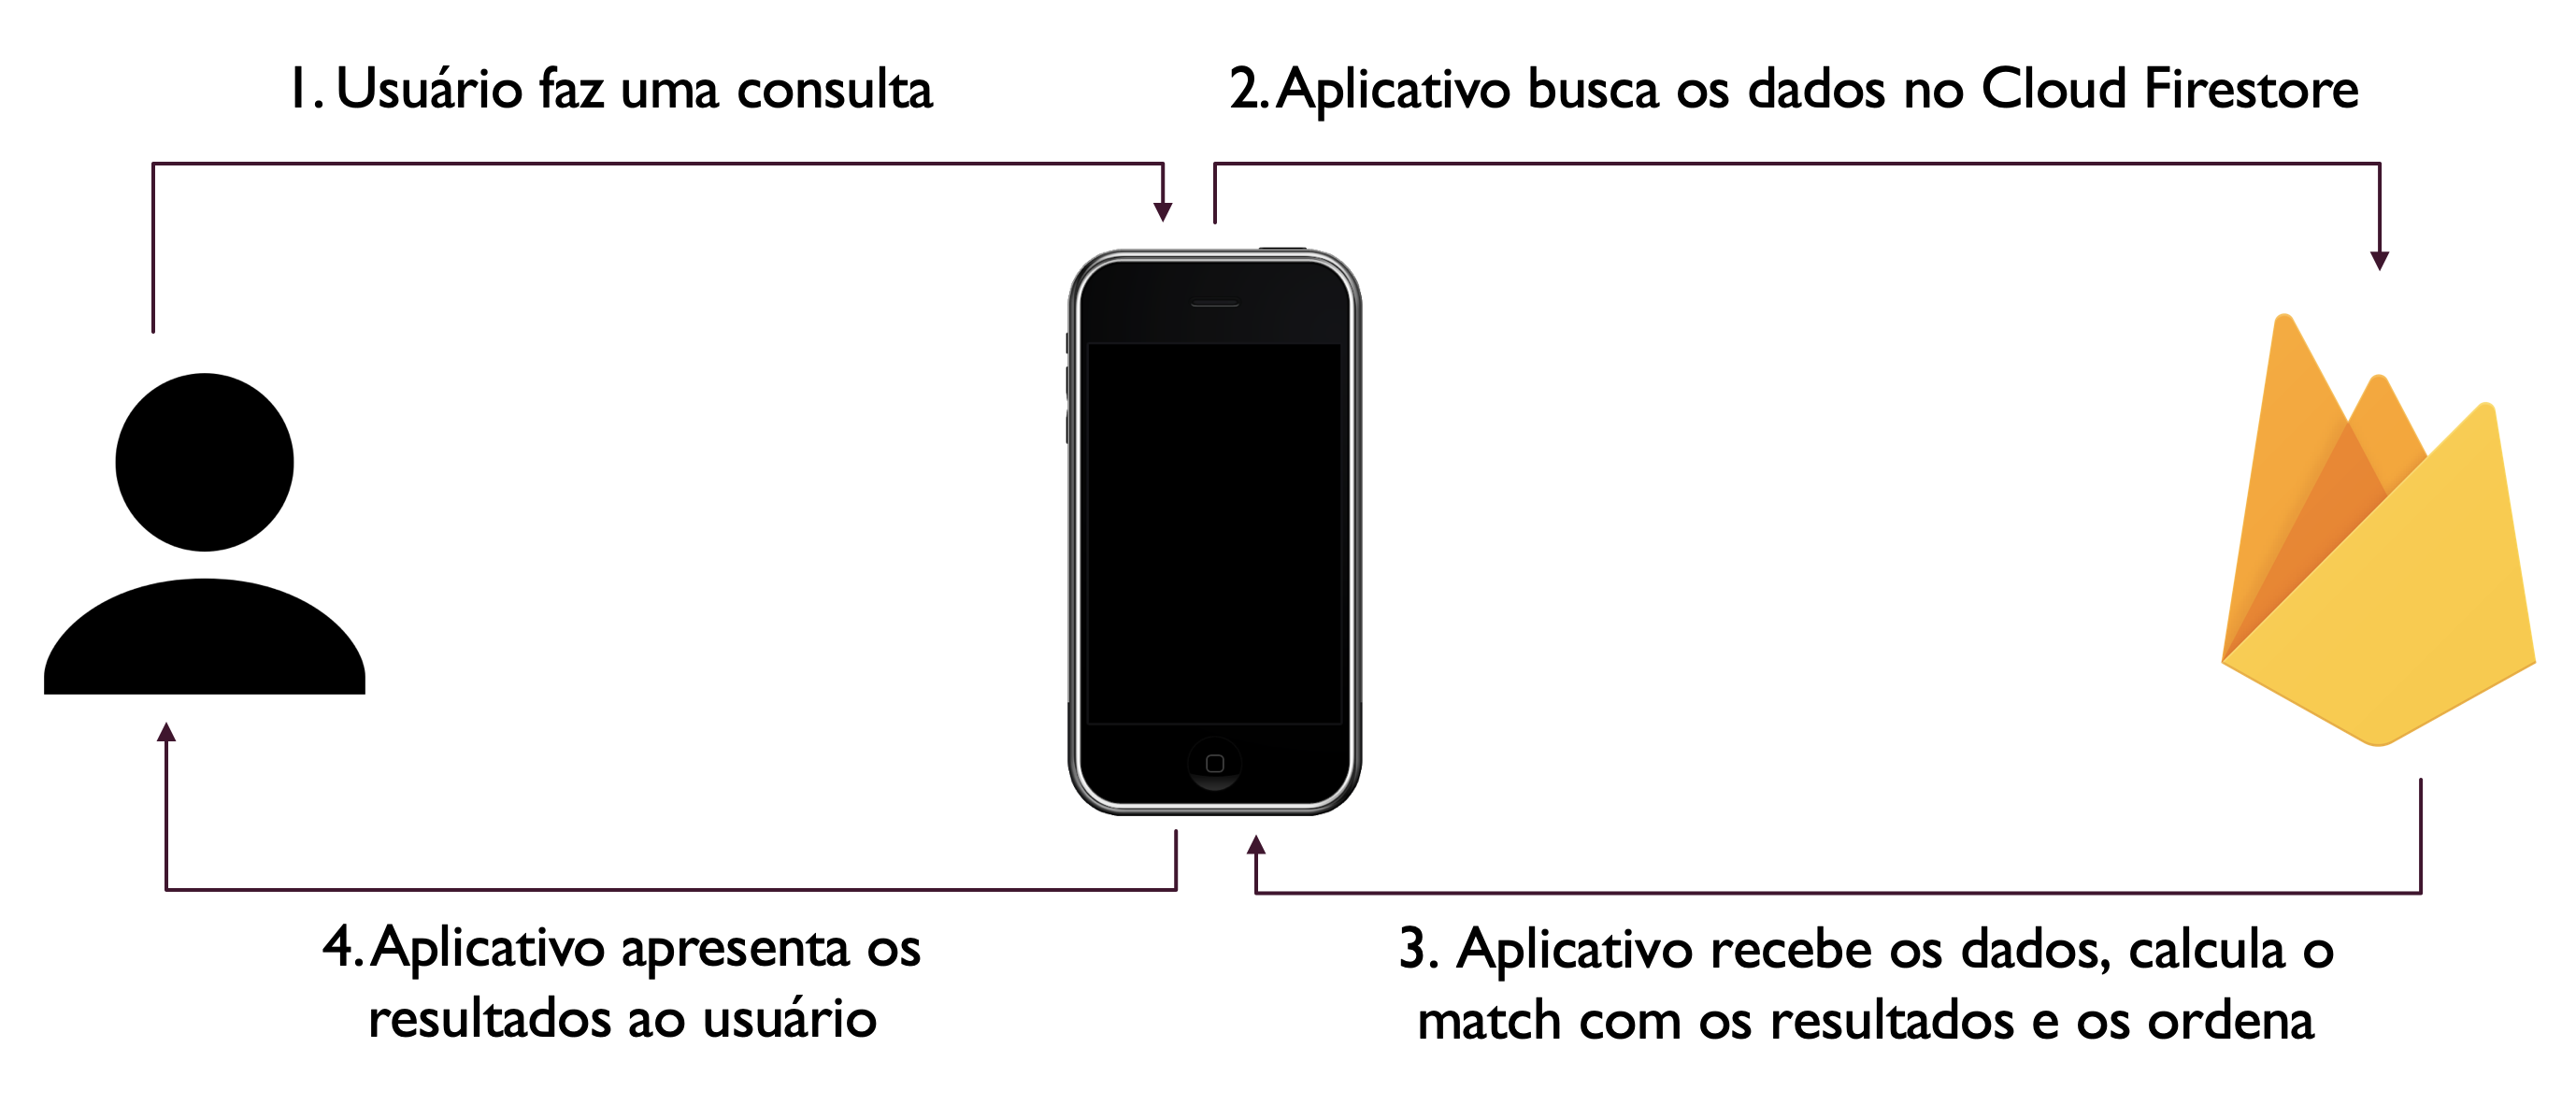 1. Usuário faz uma consulta
2. Aplicativo busca os dados no Cloud Firestore
4. Aplicativo apresenta os
resultados ao usuário
3. Aplicativo recebe os dados, calcula o
match com os resultados e os ordena